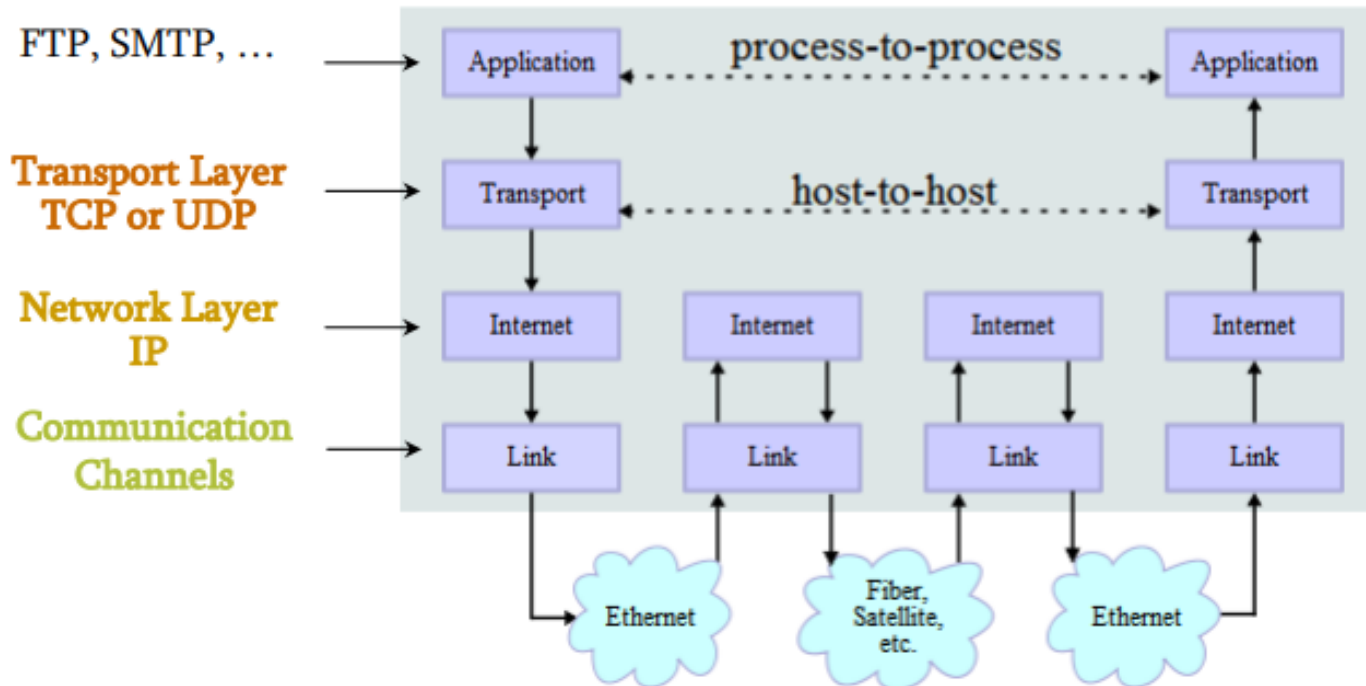 FTP, SMTP, ...
Application
process-to-process
Application
Transport Layer
TCP or UDP
Transport
host-to-host
Transport
Network Layer
IP
Internet
Internet
Internet
Internet
Communication
Channels
Link
Link
Link
Link
Ethernet
Fiber,
Satellite,
etc.
Ethernet